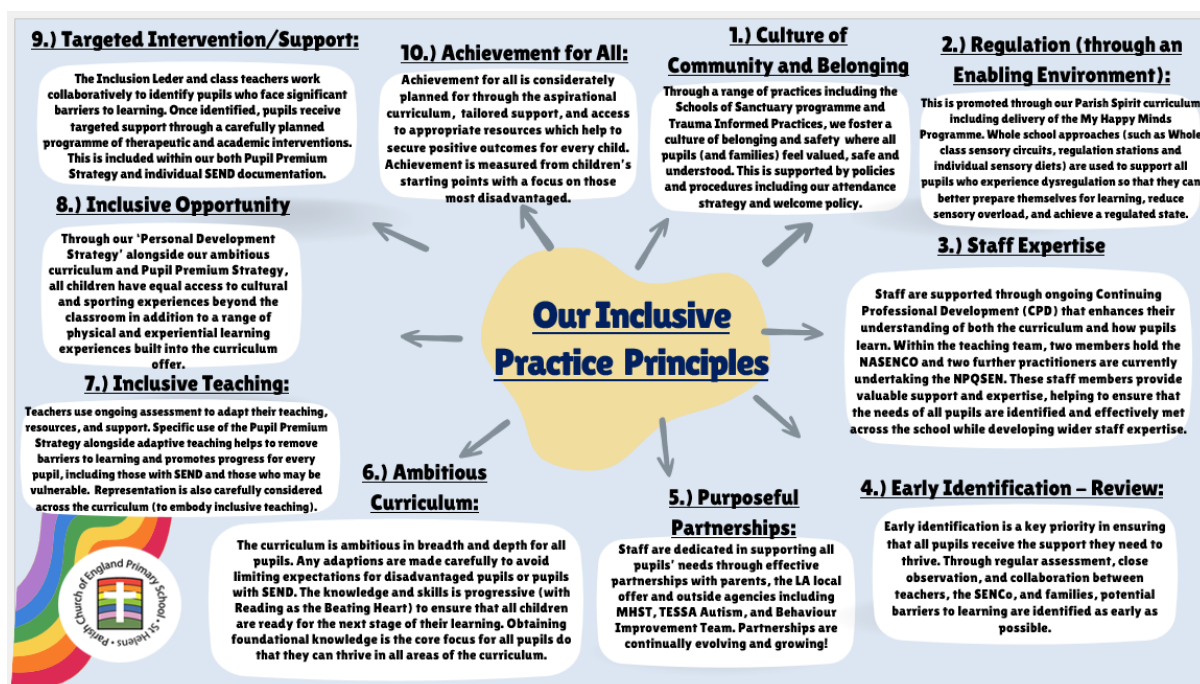 Our Inclusive
Practice Principles
1.) Culture of
Community and Belonging
Through a range of practices including the
Schools of Sanctuary programme and
Trauma Informed Practices, we foster a
culture of belonging and safety where all
pupils (and families) feel valued, safe and
understood. This is supported by policies
and procedures including our attendance
strategy and welcome policy.
2.) Regulation (through an
Enabling Environment):
This is promoted through our Parish Spirit curriculum
including delivery of the My Happy Minds
Programme. Whole school approaches (such as Whole
class sensory circuits, regulation stations and
individual sensory diets) are used to support all
pupils who experience dysregulation so that they can
better prepare themselves for learning, reduce
sensory overload, and achieve a regulated state.
3.) Staff Expertise
Staff are supported through ongoing Continuing
Professional Development (CPD) that enhances their
understanding of both the curriculum and how pupils
learn. Within the teaching team, two members hold the
NASENCO and two further practitioners are currently
undertaking the NPQSEN. These staff members provide
valuable support and expertise, helping to ensure that
the needs of all pupils are identified and effectively met
across the school while developing wider staff expertise.
4.) Early Identification – Review:
Early identification is a key priority in ensuring
that all pupils receive the support they need to
thrive. Through regular assessment, close
observation, and collaboration between
teachers, the SENCo, and families, potential
barriers to learning are identified as early as
possible.
5.) Purposeful
Partnerships:
Staff are dedicated in supporting all
pupils' needs through effective
partnerships with parents, the LA local
offer and outside agencies including
MHST, TESSA Autism, and Behaviour
Improvement Team. Partnerships are
continually evolving and growing!
6.) Ambitious
Curriculum:
The curriculum is ambitious in breadth and depth for all
pupils. Any adaptions are made carefully to avoid
limiting expectations for disadvantaged pupils or pupils
with SEND. The knowledge and skills is progressive (with
Reading as the Beating Heart) to ensure that all children
are ready for the next stage of their learning. Obtaining
foundational knowledge is the core focus for all pupils do
that they can thrive in all areas of the curriculum.
7.) Inclusive Teaching:
Teachers use ongoing assessment to adapt their teaching,
resources, and support. Specific use of the Pupil Premium
Strategy alongside adaptive teaching helps to remove
barriers to learning and promotes progress for every
pupil, including those with SEND and those who may be
vulnerable. Representation is also carefully considered
across the curriculum (to embody inclusive teaching).
8.) Inclusive Opportunity
Through our 'Personal Development
Strategy' alongside our ambitious
curriculum and Pupil Premium Strategy,
all children have equal access to cultural
and sporting experiences beyond the
classroom in addition to a range of
physical and experiential learning
experiences built into the curriculum
offer.
9.) Targeted Intervention/Support:
The Inclusion Leder and class teachers work
collaboratively to identify pupils who face significant
barriers to learning. Once identified, pupils receive
targeted support through a carefully planned
programme of therapeutic and academic interventions.
This is included within our both Pupil Premium
Strategy and individual SEND documentation.
10.) Achievement for All:
Achievement for all is considerately
planned for through the aspirational
curriculum, tailored support, and access
to appropriate resources which help to
secure positive outcomes for every child.
Achievement is measured from children's
starting points with a focus on those
most disadvantaged.
Parish Church of England Primary School • St Helens •